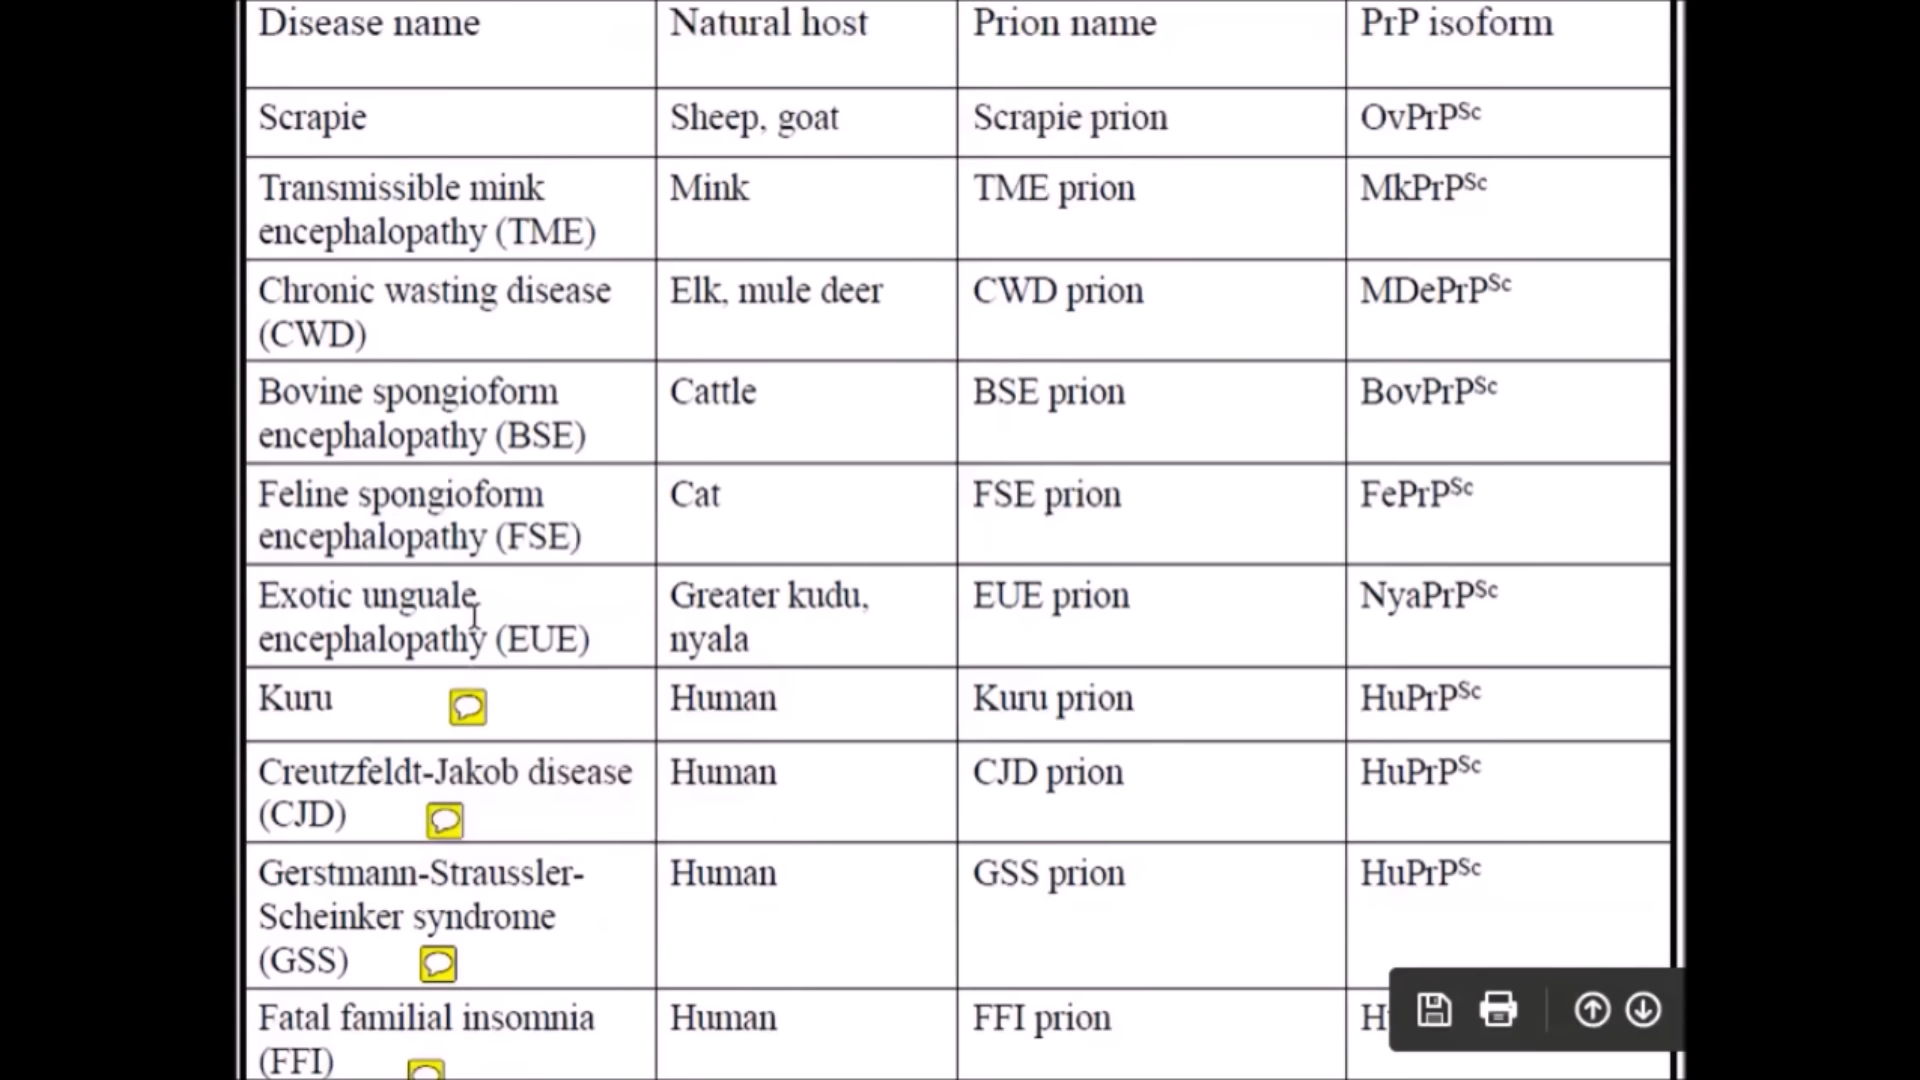 Disease name Natural host Prion name PrP isoform
Scrapie Sheep, goat Scrapie prion OvPrPSc
Transmissible mink Mink TME prion MkPrPSc
encephalopathy (TME)
Chronic wasting disease Elk, mule deer CWD prion MDePrPSc
(CWD)
Bovine spongioform Cattle BSE prion BovPrPSc
encephalopathy (BSE)
Feline spongioform Cat FSE prion FePrPSc
encephalopathy (FSE)
Exotic unguale Greater kudu, EUE prion NyaPrPSc
encephalopathy (EUE) nyala
Kuru Human Kuru prion HuPrPSc
Creutzfeldt-Jakob disease Human CJD prion HuPrPSc
(CJD)
Gerstmann-Straussler- Human GSS prion HuPrPSc
Scheinker syndrome
(GSS)
Fatal familial insomnia Human FFI prion
(FFI)